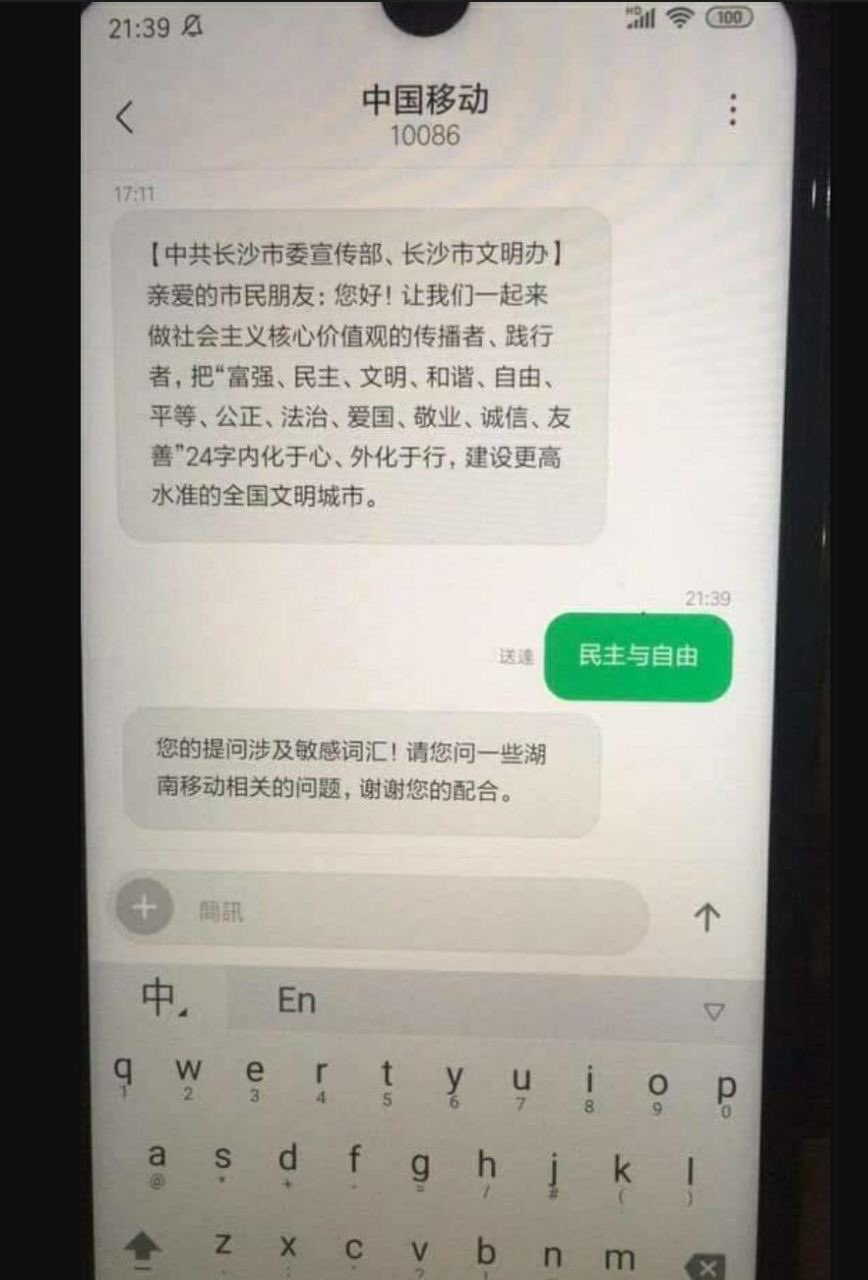 21:39
HD
100
中国移动
10086
17:11
【中共长沙市委宣传部、长沙市文明办】
亲爱的市民朋友：您好！让我们一起来
做社会主义核心价值观的传播者、践行
者，把“富强、民主、文明、和谐、自由、
平等、公正、法治、爱国、敬业、诚信、友
善”24字内化于心、外化于行，建设更高
水准的全国文明城市。
21:39
送達
民主与自由
您的提问涉及敏感词汇！请您问一些湖
南移动相关的问题，谢谢您的配合。
簡訊
中 En
q w e r t y u i o p
1 2 3 4 5 6 7 8 9 0
a s d f g h j k l
@ * + - = / # ( )
z x c v b n m